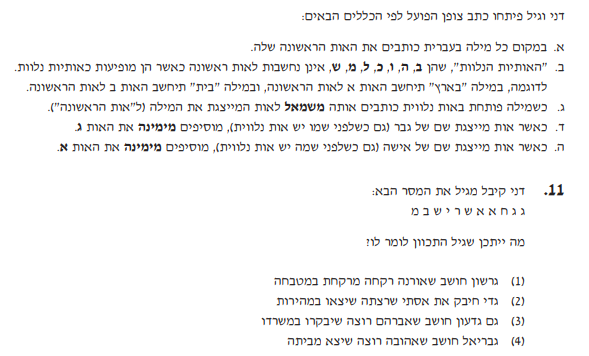 דני וגיל פיתחו כתב צופן הפועל לפי הכללים הבאים:
א. במקום כל מילה בעברית כותבים את האות הראשונה שלה.
ב. "האותיות הנלוות", שהן ב, ה, ו, כ, ל, מ, ש, אינן נחשבות לאות ראשונה כאשר הן מופיעות כאותיות נלוות.
לדוגמה, במילה "בארץ" תיחשב האות א לאות הראשונה, ובמילה "בית" תיחשב האות ב לאות הראשונה.
ג. כשמילה פותחת באות נלווית כותבים אותה משמאל לאות המייצגת את המילה (ל"אות הראשונה").
ד. כאשר אות מייצגת שם של גבר (גם כשלפני שמו יש אות נלווית), מוסיפים מימינה את האות ג.
ה. כאשר אות מייצגת שם של אישה (גם כשלפני שמה יש אות נלווית), מוסיפים מימינה את האות א.
11. דני קיבל מגיל את המסר הבא:
ג ג ח א א ש ר י ש ב מ
מה ייתכן שגיל התכוון לומר לו?
(1) גרשון חושב שאורנה רקחה מרקחת במטבחה
(2) גדי חיבק את אסתי שרצתה שיצאו במהירות
(3) גם גדעון חושב שאברהם רוצה שיבקרו במשרדו
(4) גבריאל חושב שאהובה רוצה שיצא מביתה